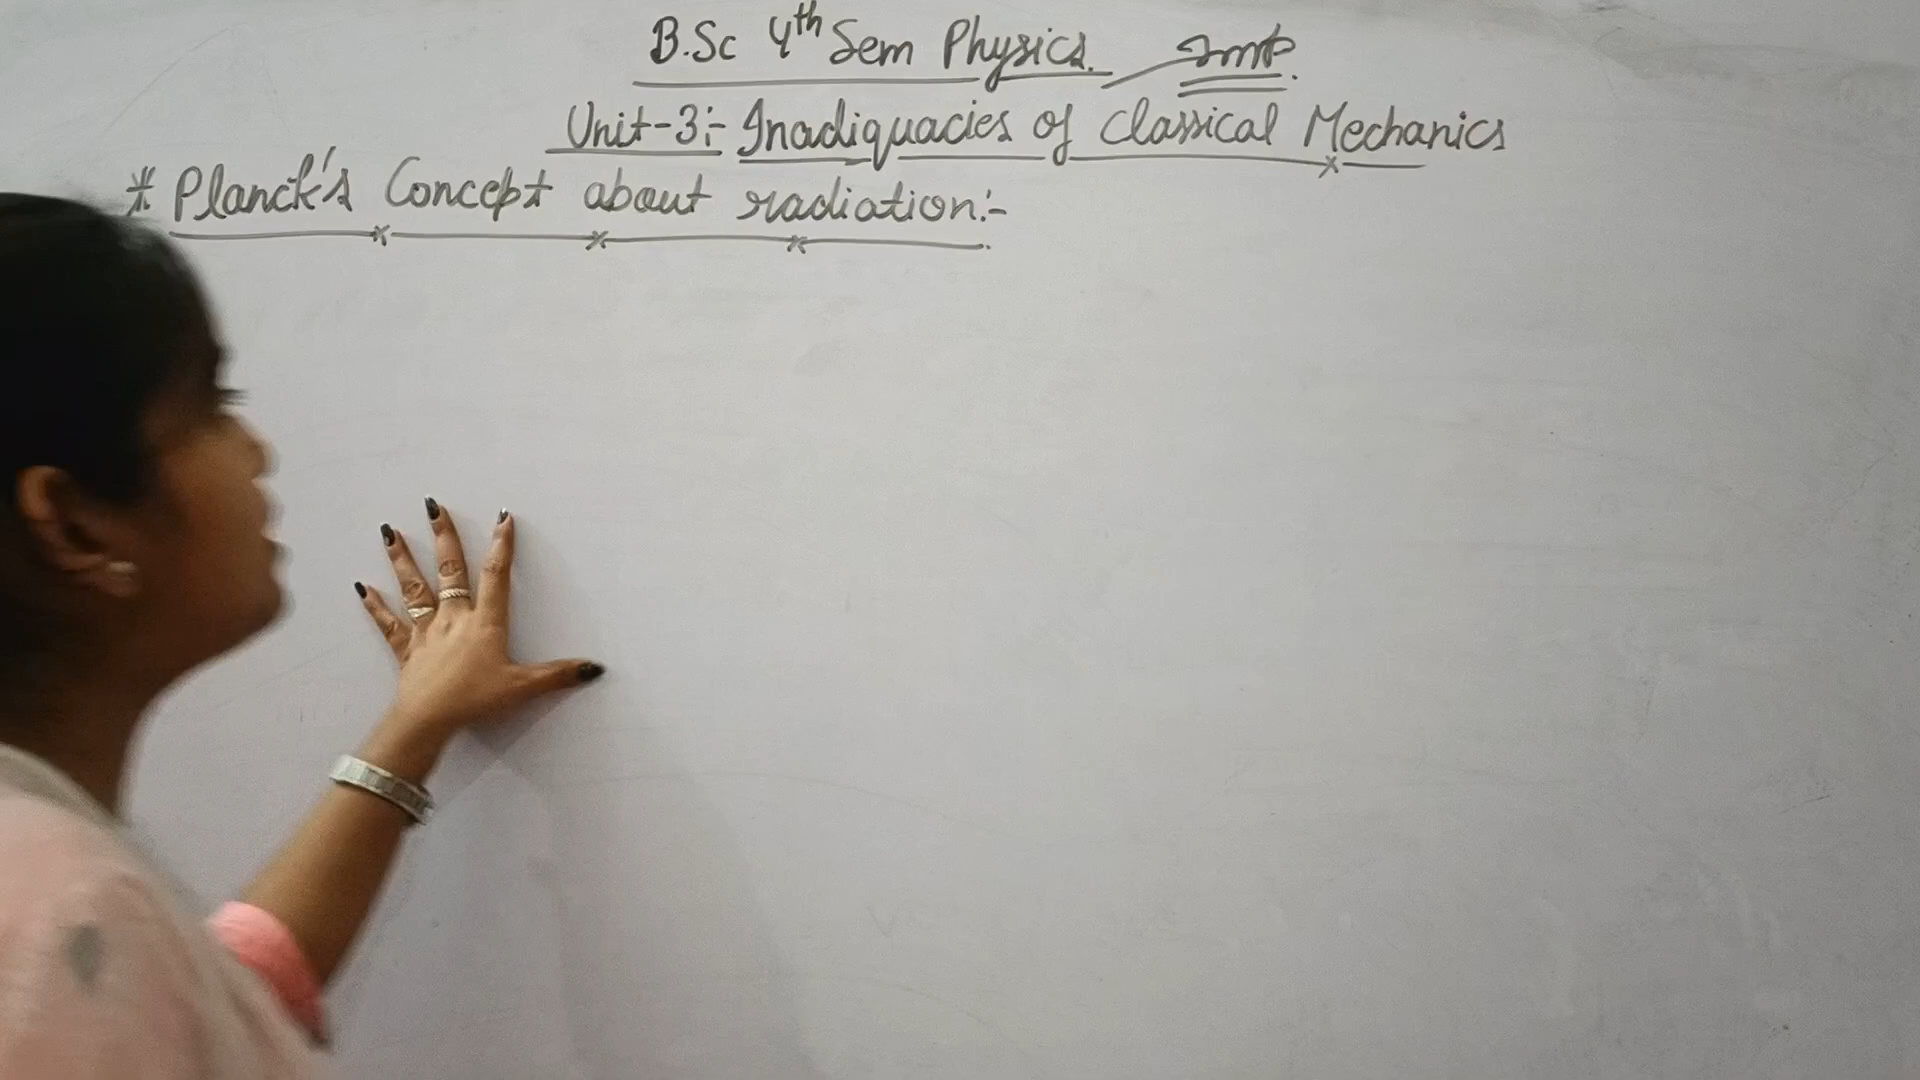 B.Sc 4th Sem Physics. Imp.
Unit-3:- Inadiquacies of Classical Mechanics
* Planck's Concept about radiation:-